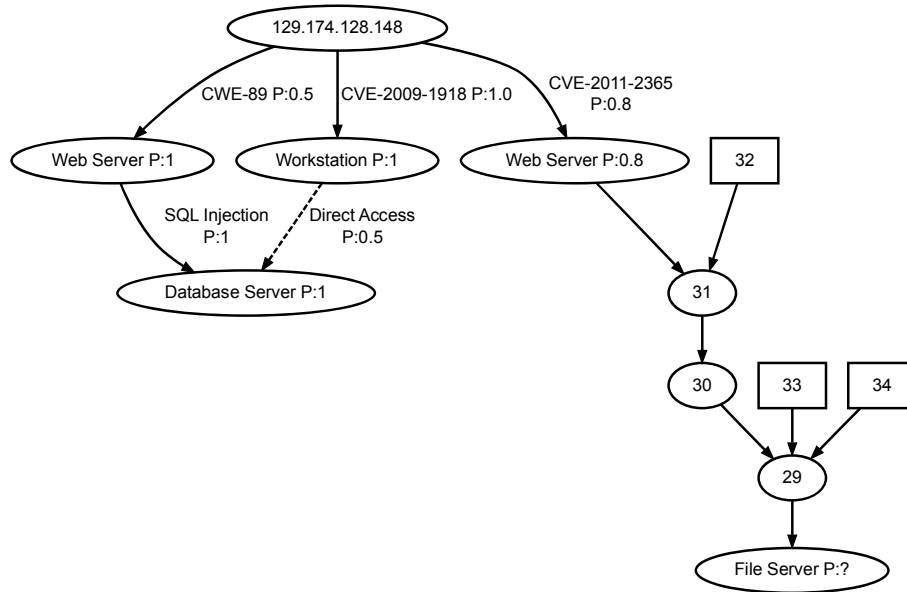 129.174.128.148
CWE-89 P:0.5
CVE-2009-1918 P:1.0
CVE-2011-2365
P:0.8
Web Server P:1
Workstation P:1
Web Server P:0.8
32
SQL Injection
P:1
Direct Access
P:0.5
Database Server P:1
31
30
33
34
29
File Server P:?